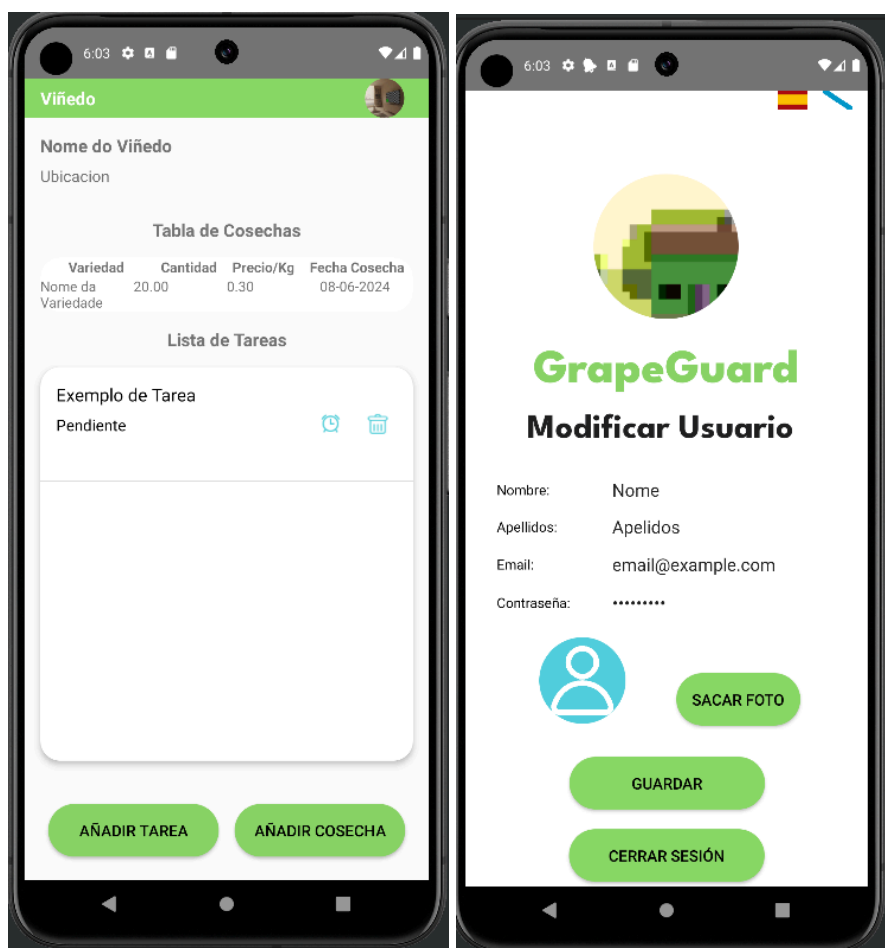 6:03
Viñedo
Nome do Viñedo
Ubicacion
Tabla de Cosechas
Variedad Cantidad Precio/Kg Fecha Cosecha
Nome da Variedade 20.00 0.30 08-06-2024
Lista de Tareas
Exemplo de Tarea
Pendiente
AÑADIR TAREA AÑADIR COSECHA
6:03
GrapeGuard
Modificar Usuario
Nombre: Nome
Apellidos: Apelidos
Email: email@example.com
Contraseña: •••••••••
SACAR FOTO
GUARDAR
CERRAR SESIÓN